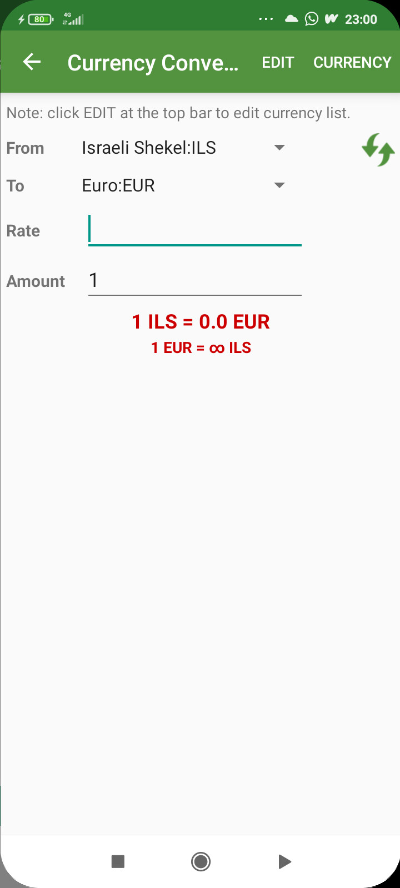 80 4G 23:00
Currency Conve... EDIT CURRENCY
Note: click EDIT at the top bar to edit currency list.
From Israeli Shekel:ILS
To Euro:EUR
Rate
Amount 1
1 ILS = 0.0 EUR
1 EUR = ∞ ILS